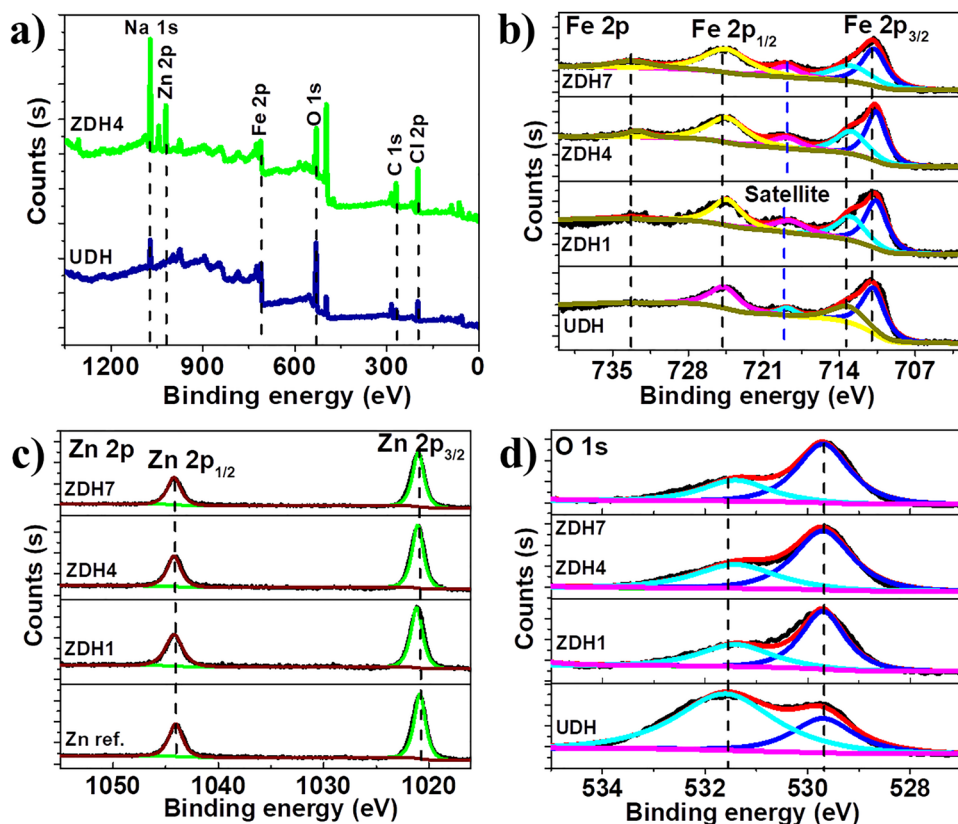 a)
Na 1s
Zn 2p
Fe 2p
O 1s
C 1s
Cl 2p
ZDH4
UDH
Counts (s)
1200 900 600 300 0
Binding energy (eV)
b)
Fe 2p Fe 2p1/2 Fe 2p3/2
ZDH7
ZDH4
Satellite
ZDH1
UDH
Counts (s)
735 728 721 714 707
Binding energy (eV)
c)
Zn 2p Zn 2p1/2 Zn 2p3/2
ZDH7
ZDH4
ZDH1
Zn ref.
Counts (s)
1050 1040 1030 1020
Binding energy (eV)
d)
O 1s
ZDH7
ZDH4
ZDH1
UDH
Counts (s)
534 532 530 528
Binding energy (eV)